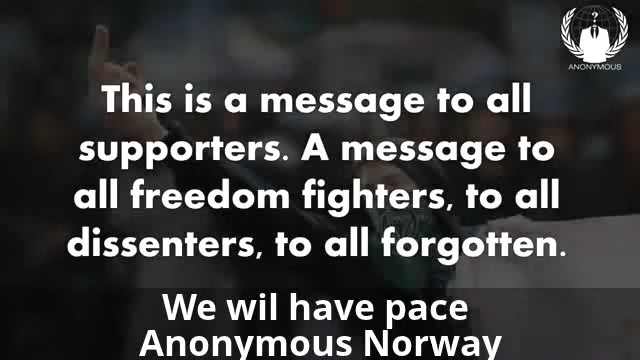 ANONYMOUS
This is a message to all
supporters. A message to
all freedom fighters, to all
dissenters, to all forgotten.
We wil have pace
Anonymous Norway